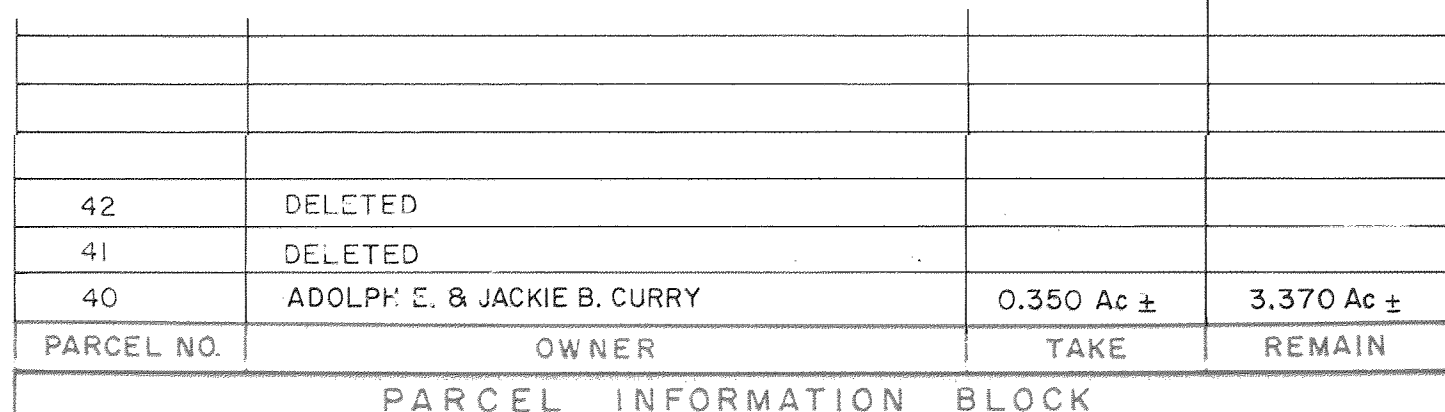 42 DELETED
41 DELETED
40 ADOLPH E. & JACKIE B. CURRY 0.350 Ac ± 3.370 Ac ±
PARCEL NO. OWNER TAKE REMAIN
PARCEL INFORMATION BLOCK